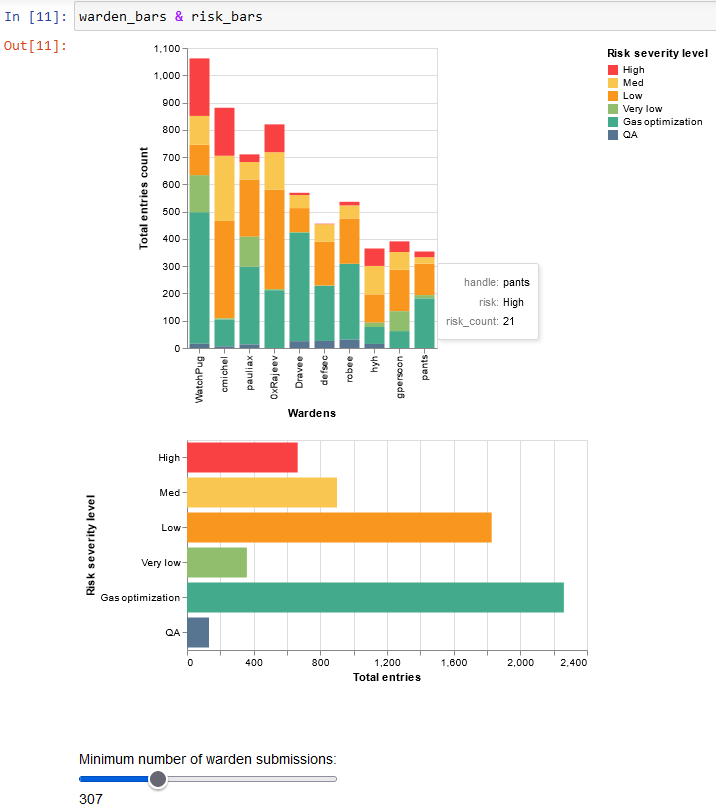 In [11]: warden_bars & risk_bars
Out[11]:
Risk severity level
High
Med
Low
Very low
Gas optimization
QA
Total entries count
1,100
1,000
900
800
700
600
500
400
300
200
100
0
handle: pants
risk: High
risk_count: 21
WatchPug
cmichel
pauliax
0xRajeev
Dravee
defsec
robee
hyh
gpersoon
pants
Wardens
Risk severity level
High
Med
Low
Very low
Gas optimization
QA
0 400 800 1,200 1,600 2,000 2,400
Total entries
Minimum number of warden submissions:
307